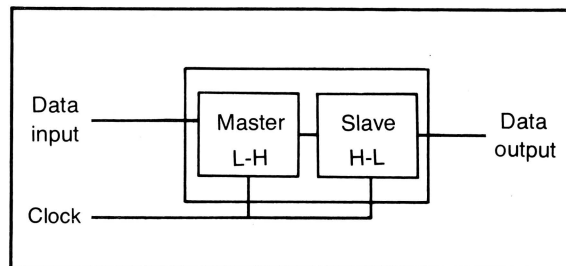 Data
input
Master
L-H
Slave
H-L
Data
output
Clock